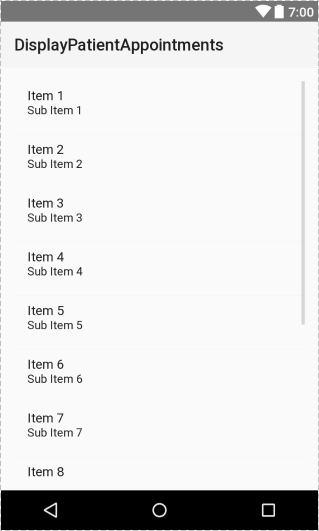 7:00
DisplayPatientAppointments
Item 1
Sub Item 1
Item 2
Sub Item 2
Item 3
Sub Item 3
Item 4
Sub Item 4
Item 5
Sub Item 5
Item 6
Sub Item 6
Item 7
Sub Item 7
Item 8